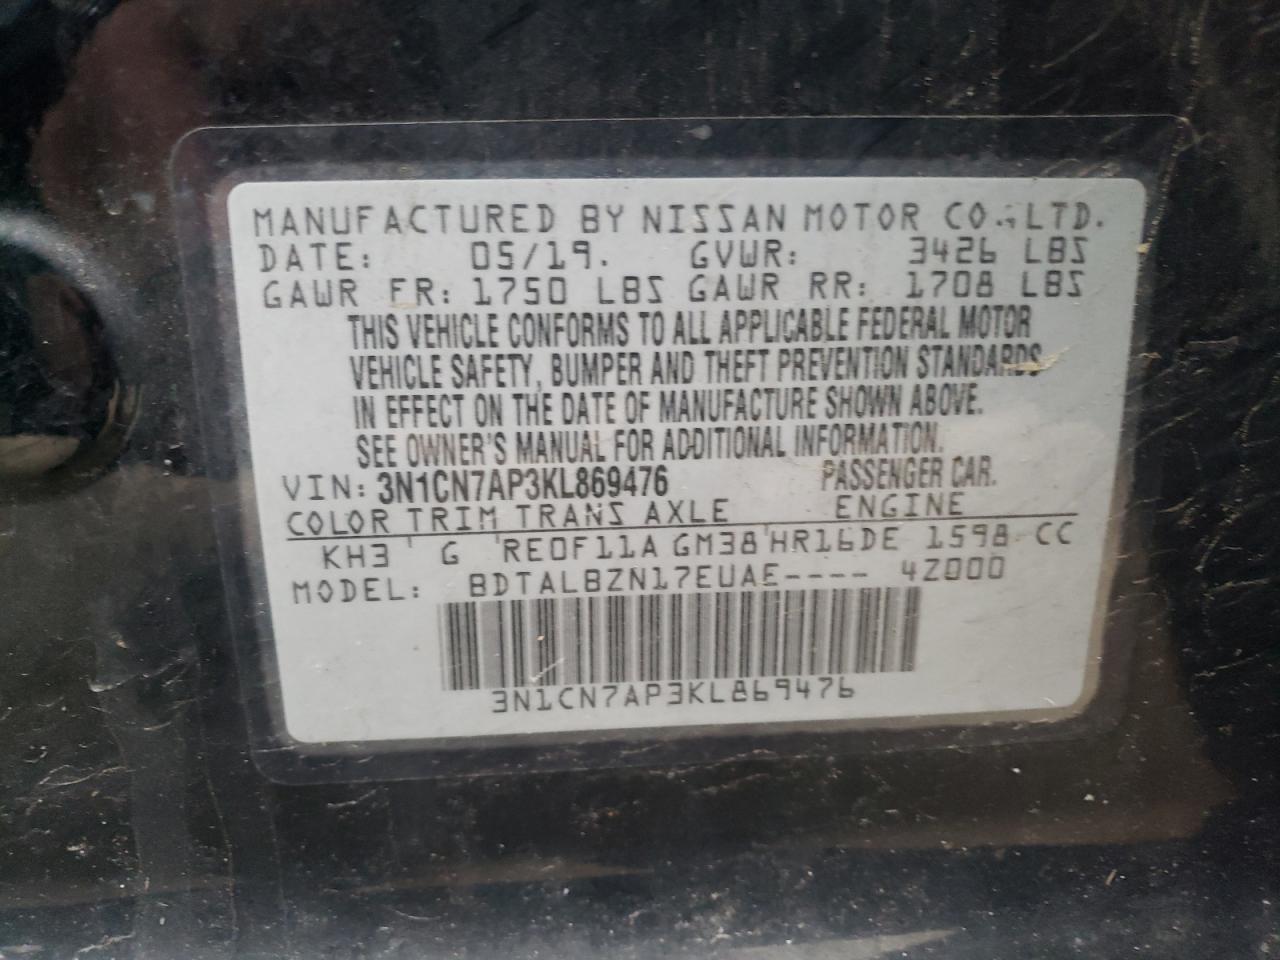 MANUFACTURED BY NISSAN MOTOR CO.,LTD.
DATE: 05/19. GVWR: 3426 LBS
GAWR FR: 1750 LBS GAWR RR: 1708 LBS
THIS VEHICLE CONFORMS TO ALL APPLICABLE FEDERAL MOTOR
VEHICLE SAFETY, BUMPER AND THEFT PREVENTION STANDARDS
IN EFFECT ON THE DATE OF MANUFACTURE SHOWN ABOVE.
SEE OWNER'S MANUAL FOR ADDITIONAL INFORMATION.
VIN: 3N1CN7AP3KL869476 PASSENGER CAR.
COLOR TRIM TRANS AXLE ENGINE
KH3 G RE0F11A GM38 HR16DE 1598 CC
MODEL: BDTALBZN17EUAE---- 4Z000
3N1CN7AP3KL869476